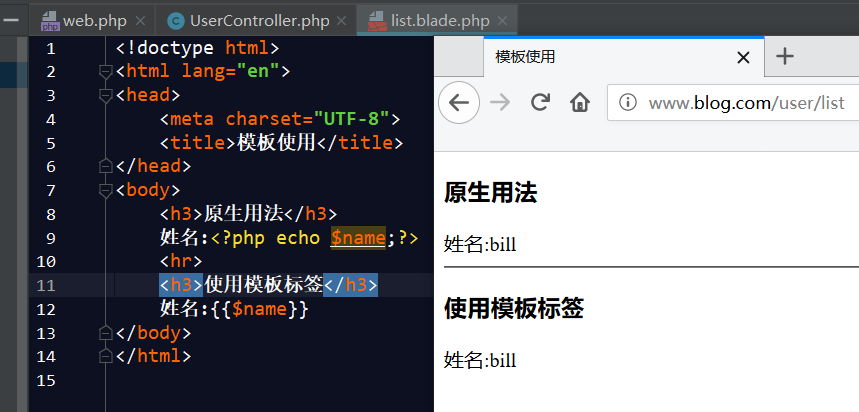 web.php
UserController.php
list.blade.php
1 <!doctype html>
2 <html lang="en">
3 <head>
4 <meta charset="UTF-8">
5 <title>模板使用</title>
6 </head>
7 <body>
8 <h3>原生用法</h3>
9 姓名:<?php echo $name;?>
10 <hr>
11 <h3>使用模板标签</h3>
12 姓名:{{$name}}
13 </body>
14 </html>
15
模板使用
www.blog.com/user/list
原生用法
姓名:bill
使用模板标签
姓名:bill